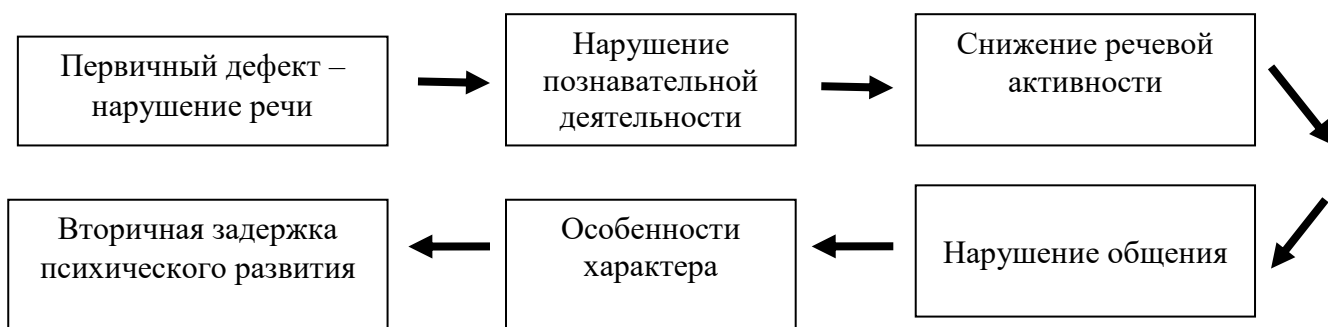 Первичный дефект –
нарушение речи
Нарушение
познавательной
деятельности
Снижение речевой
активности
Нарушение общения
Особенности
характера
Вторичная задержка
психического развития